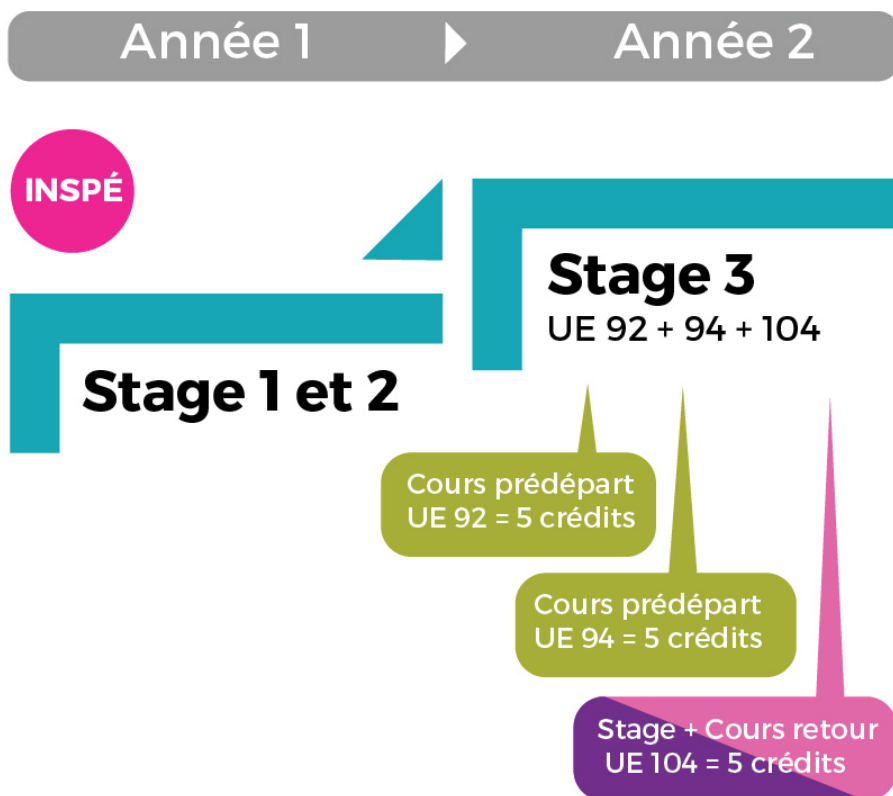 Année 1
Année 2
INSPÉ
Stage 1 et 2
Stage 3
UE 92 + 94 + 104
Cours prédépart
UE 92 = 5 crédits
Cours prédépart
UE 94 = 5 crédits
Stage + Cours retour
UE 104 = 5 crédits